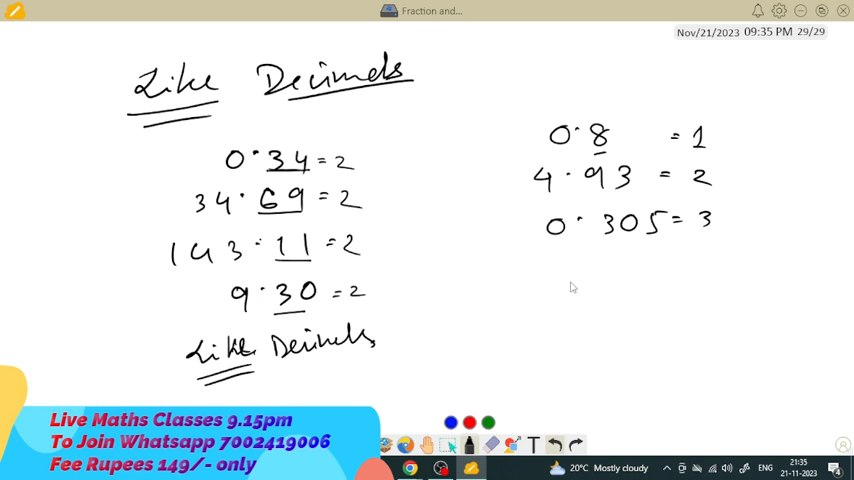 Fraction and...
Nov/21/2023 09:35 PM 29/29
Like Decimals
0.34 = 2
34.69 = 2
143.11 = 2
9.30 = 2
Like Decimals
0.8 = 1
4.93 = 2
0.305 = 3
Live Maths Classes 9.15pm
To Join Whatsapp 7002419006
Fee Rupees 149/- only
T
20°C Mostly cloudy
ENG
21:35
21-11-2023
4